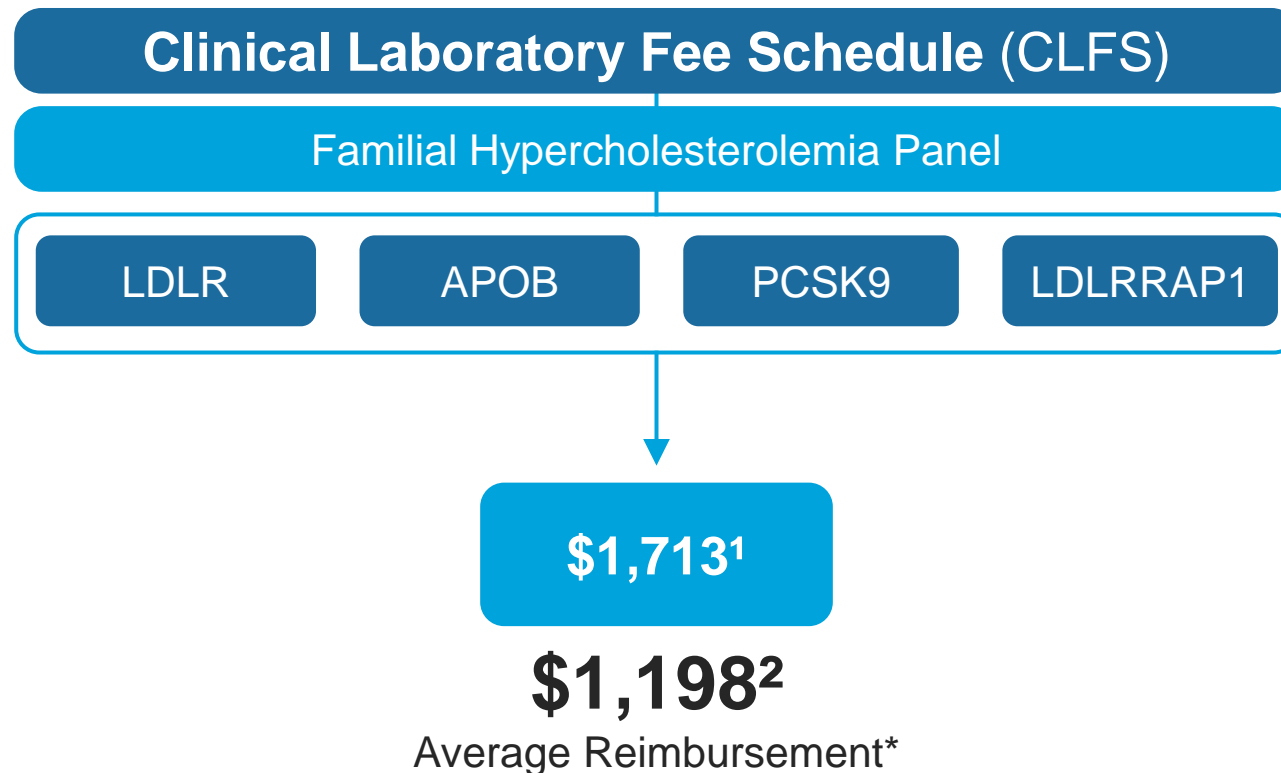 Clinical Laboratory Fee Schedule (CLFS)
Familial Hypercholesterolemia Panel
LDLR
APOB
PCSK9
LDLRRAP1
$1,713¹
$1,198²
Average Reimbursement*